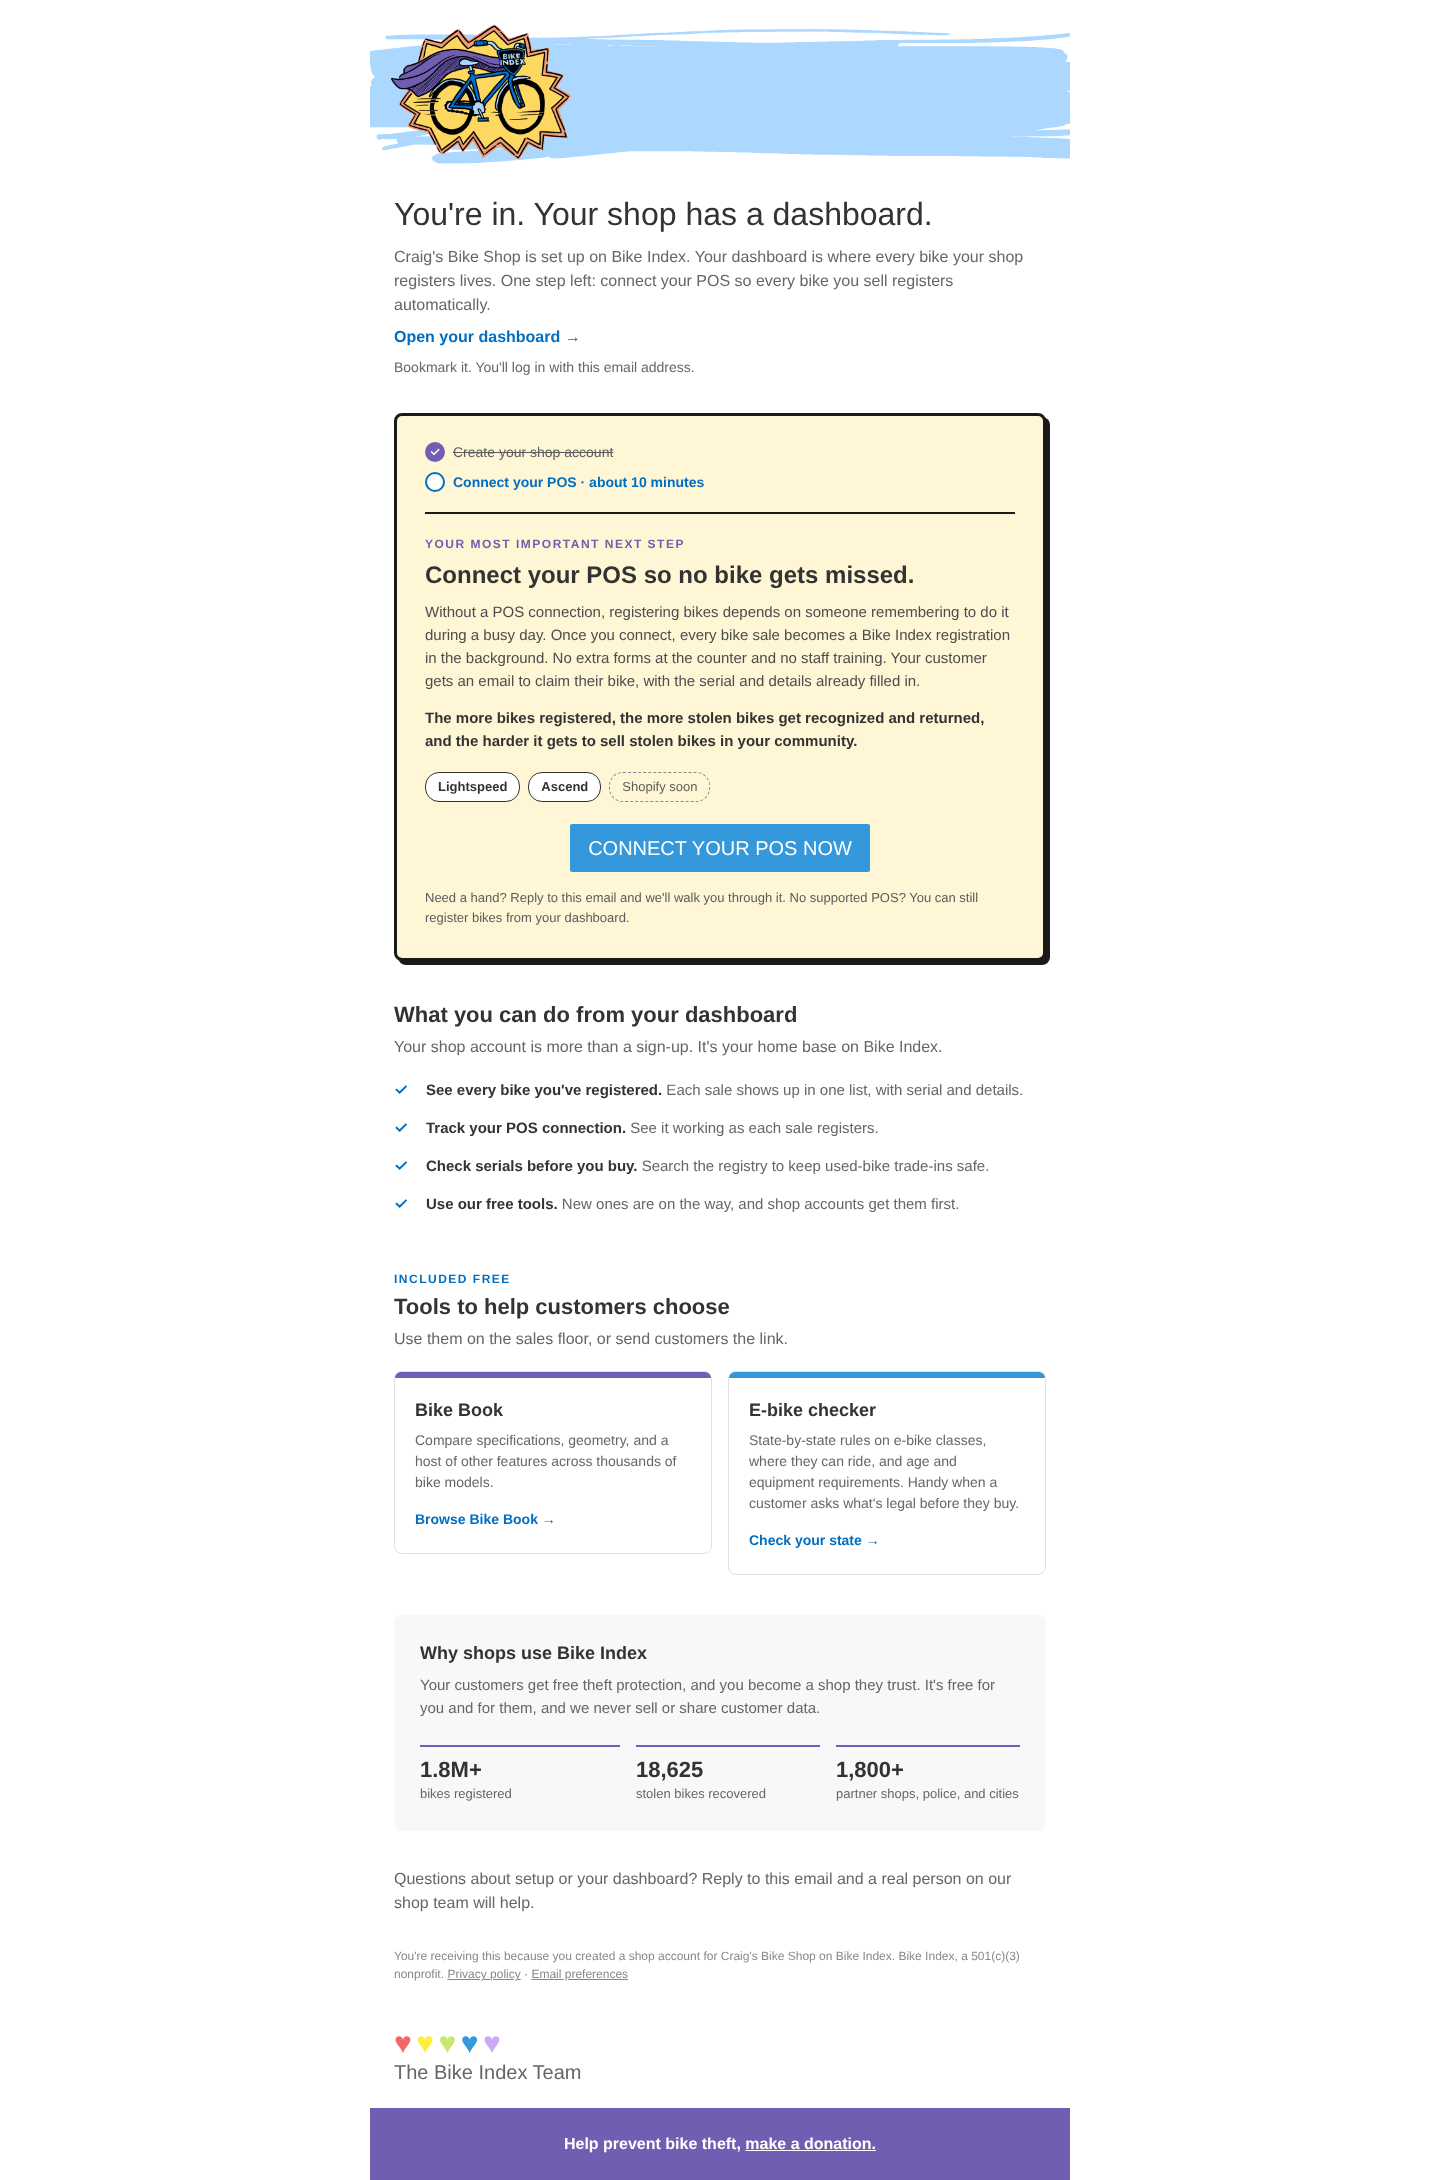 BIKE
INDEX
You're in. Your shop has a dashboard.
Craig's Bike Shop is set up on Bike Index. Your dashboard is where every bike your shop
registers lives. One step left: connect your POS so every bike you sell registers
automatically.
Open your dashboard →
Bookmark it. You'll log in with this email address.
Create your shop account
Connect your POS · about 10 minutes
YOUR MOST IMPORTANT NEXT STEP
Connect your POS so no bike gets missed.
Without a POS connection, registering bikes depends on someone remembering to do it
during a busy day. Once you connect, every bike sale becomes a Bike Index registration
in the background. No extra forms at the counter and no staff training. Your customer
gets an email to claim their bike, with the serial and details already filled in.
The more bikes registered, the more stolen bikes get recognized and returned,
and the harder it gets to sell stolen bikes in your community.
Lightspeed Ascend Shopify soon
CONNECT YOUR POS NOW
Need a hand? Reply to this email and we'll walk you through it. No supported POS? You can still
register bikes from your dashboard.
What you can do from your dashboard
Your shop account is more than a sign-up. It's your home base on Bike Index.
See every bike you've registered. Each sale shows up in one list, with serial and details.
Track your POS connection. See it working as each sale registers.
Check serials before you buy. Search the registry to keep used-bike trade-ins safe.
Use our free tools. New ones are on the way, and shop accounts get them first.
INCLUDED FREE
Tools to help customers choose
Use them on the sales floor, or send customers the link.
Bike Book
Compare specifications, geometry, and a
host of other features across thousands of
bike models.
Browse Bike Book →
E-bike checker
State-by-state rules on e-bike classes,
where they can ride, and age and
equipment requirements. Handy when a
customer asks what's legal before they buy.
Check your state →
Why shops use Bike Index
Your customers get free theft protection, and you become a shop they trust. It's free for
you and for them, and we never sell or share customer data.
1.8M+
bikes registered
18,625
stolen bikes recovered
1,800+
partner shops, police, and cities
Questions about setup or your dashboard? Reply to this email and a real person on our
shop team will help.
You're receiving this because you created a shop account for Craig's Bike Shop on Bike Index. Bike Index, a 501(c)(3)
nonprofit. Privacy policy · Email preferences
The Bike Index Team
Help prevent bike theft, make a donation.